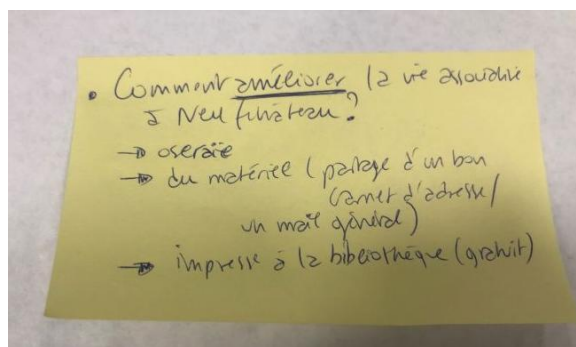 • Comment améliorer la vie associative
à Neufchâteau?
→ oseraie
→ du matériel (partage d'un bon
carnet d'adresse/
un mail général)
→ impress à la bibliothèque (gratuit)